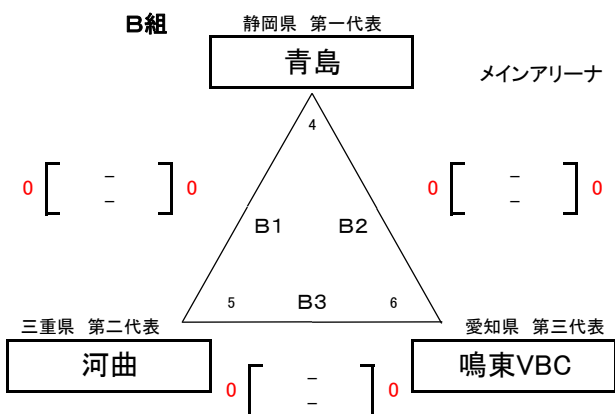 B組
静岡県 第一代表
青島
メインアリーナ
4
0 [ - ] 0
-
0 [ - ] 0
-
B1
B2
5
B3
6
三重県 第二代表
愛知県 第三代表
河曲
鳴東VBC
0 [ - ] 0
-